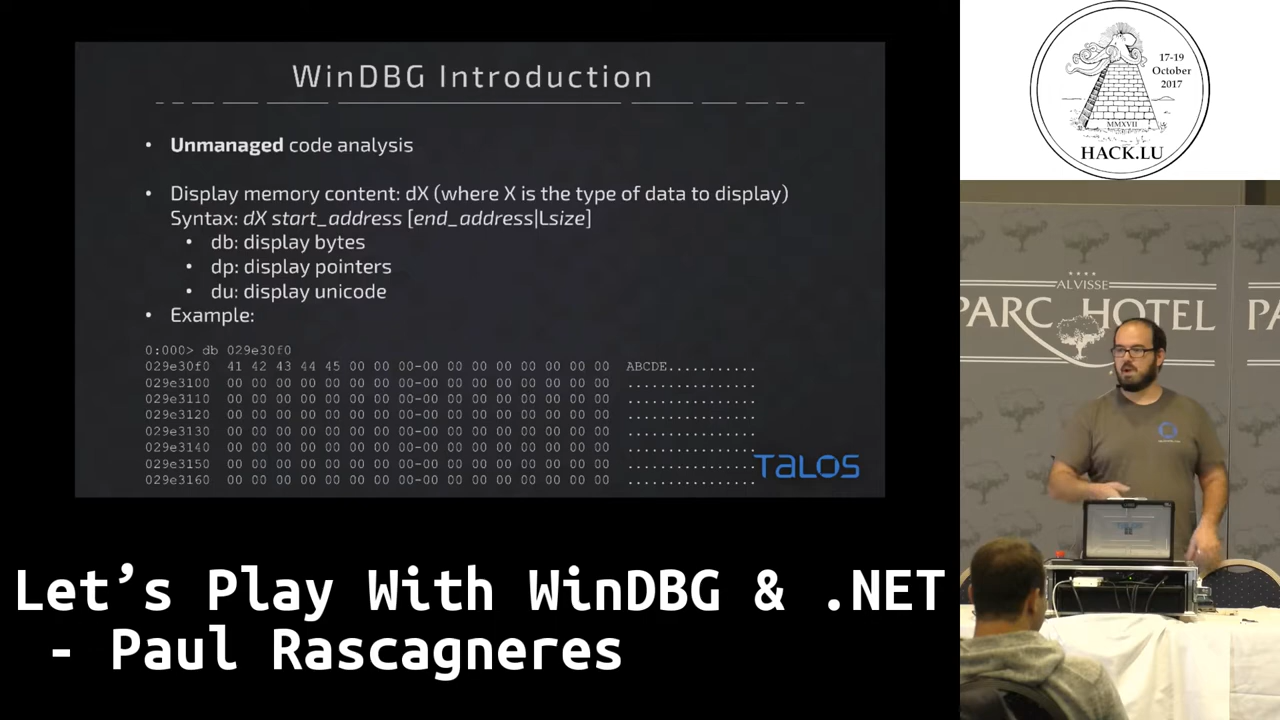 WinDBG Introduction
• Unmanaged code analysis
• Display memory content: dX (where X is the type of data to display)
Syntax: dX start_address [end_address|Lsize]
• db: display bytes
• dp: display pointers
• du: display unicode
• Example:
0:000> db 029e30f0
029e30f0 41 42 43 44 45 00 00 00-00 00 00 00 00 00 00 00 ABCDE...........
029e3100 00 00 00 00 00 00 00 00-00 00 00 00 00 00 00 00 ................
029e3110 00 00 00 00 00 00 00 00-00 00 00 00 00 00 00 00 ................
029e3120 00 00 00 00 00 00 00 00-00 00 00 00 00 00 00 00 ................
029e3130 00 00 00 00 00 00 00 00-00 00 00 00 00 00 00 00 ................
029e3140 00 00 00 00 00 00 00 00-00 00 00 00 00 00 00 00 ................
029e3150 00 00 00 00 00 00 00 00-00 00 00 00 00 00 00 00 ................
029e3160 00 00 00 00 00 00 00 00-00 00 00 00 00 00 00 00 ................
TALOS
Let's Play With WinDBG & .NET
- Paul Rascagneres
17-19
October
2017
MMXVII
HACK.LU
ALVISSE
PARC HOTEL
PA